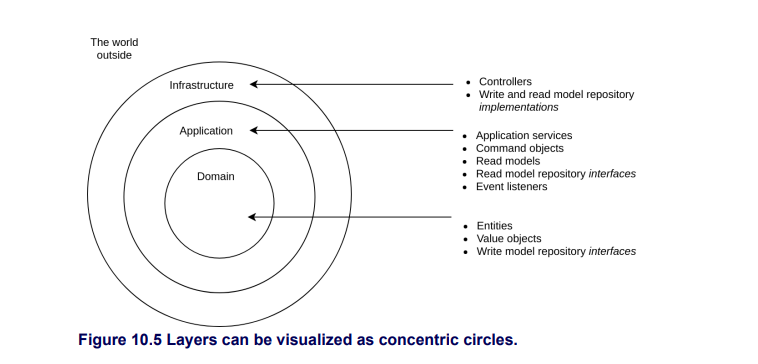 The world
outside
Infrastructure
Application
Domain
• Controllers
• Write and read model repository
implementations
• Application services
• Command objects
• Read models
• Read model repository interfaces
• Event listeners
• Entities
• Value objects
• Write model repository interfaces
Figure 10.5 Layers can be visualized as concentric circles.